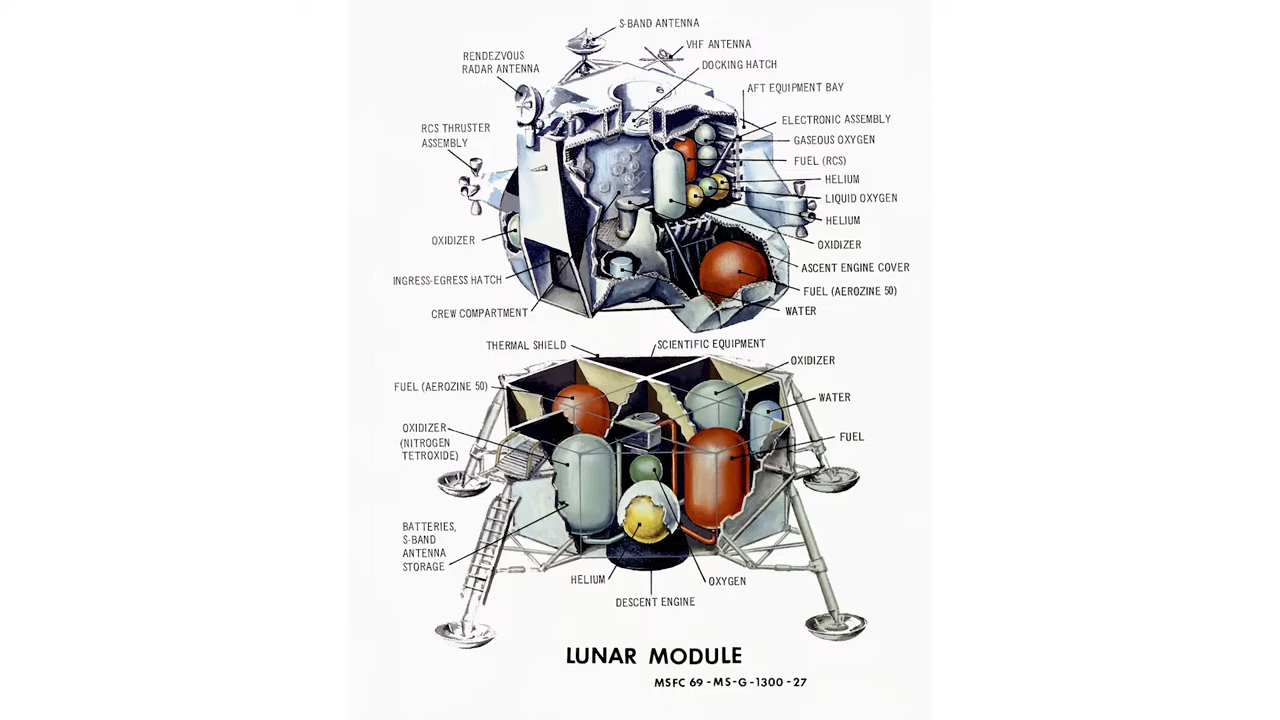 S-BAND ANTENNA
VHF ANTENNA
RENDEZVOUS
RADAR ANTENNA
DOCKING HATCH
AFT EQUIPMENT BAY
RCS THRUSTER
ASSEMBLY
ELECTRONIC ASSEMBLY
GASEOUS OXYGEN
FUEL (RCS)
HELIUM
LIQUID OXYGEN
HELIUM
OXIDIZER
OXIDIZER
ASCENT ENGINE COVER
INGRESS-EGRESS HATCH
FUEL (AEROZINE 50)
CREW COMPARTMENT
WATER
THERMAL SHIELD
SCIENTIFIC EQUIPMENT
OXIDIZER
FUEL (AEROZINE 50)
WATER
OXIDIZER
(NITROGEN
TETROXIDE)
FUEL
BATTERIES,
S-BAND
ANTENNA
STORAGE
HELIUM
OXYGEN
DESCENT ENGINE
LUNAR MODULE
MSFC 69-MS-G-1300-27